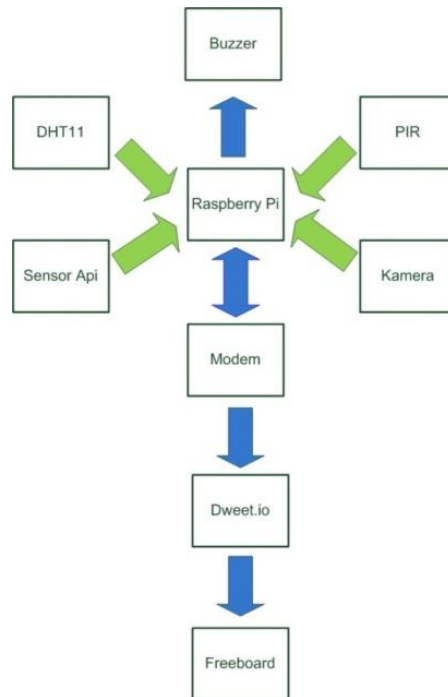 Buzzer
DHT11
PIR
Raspberry Pi
Sensor Api
Kamera
Modem
Dweet.io
Freeboard